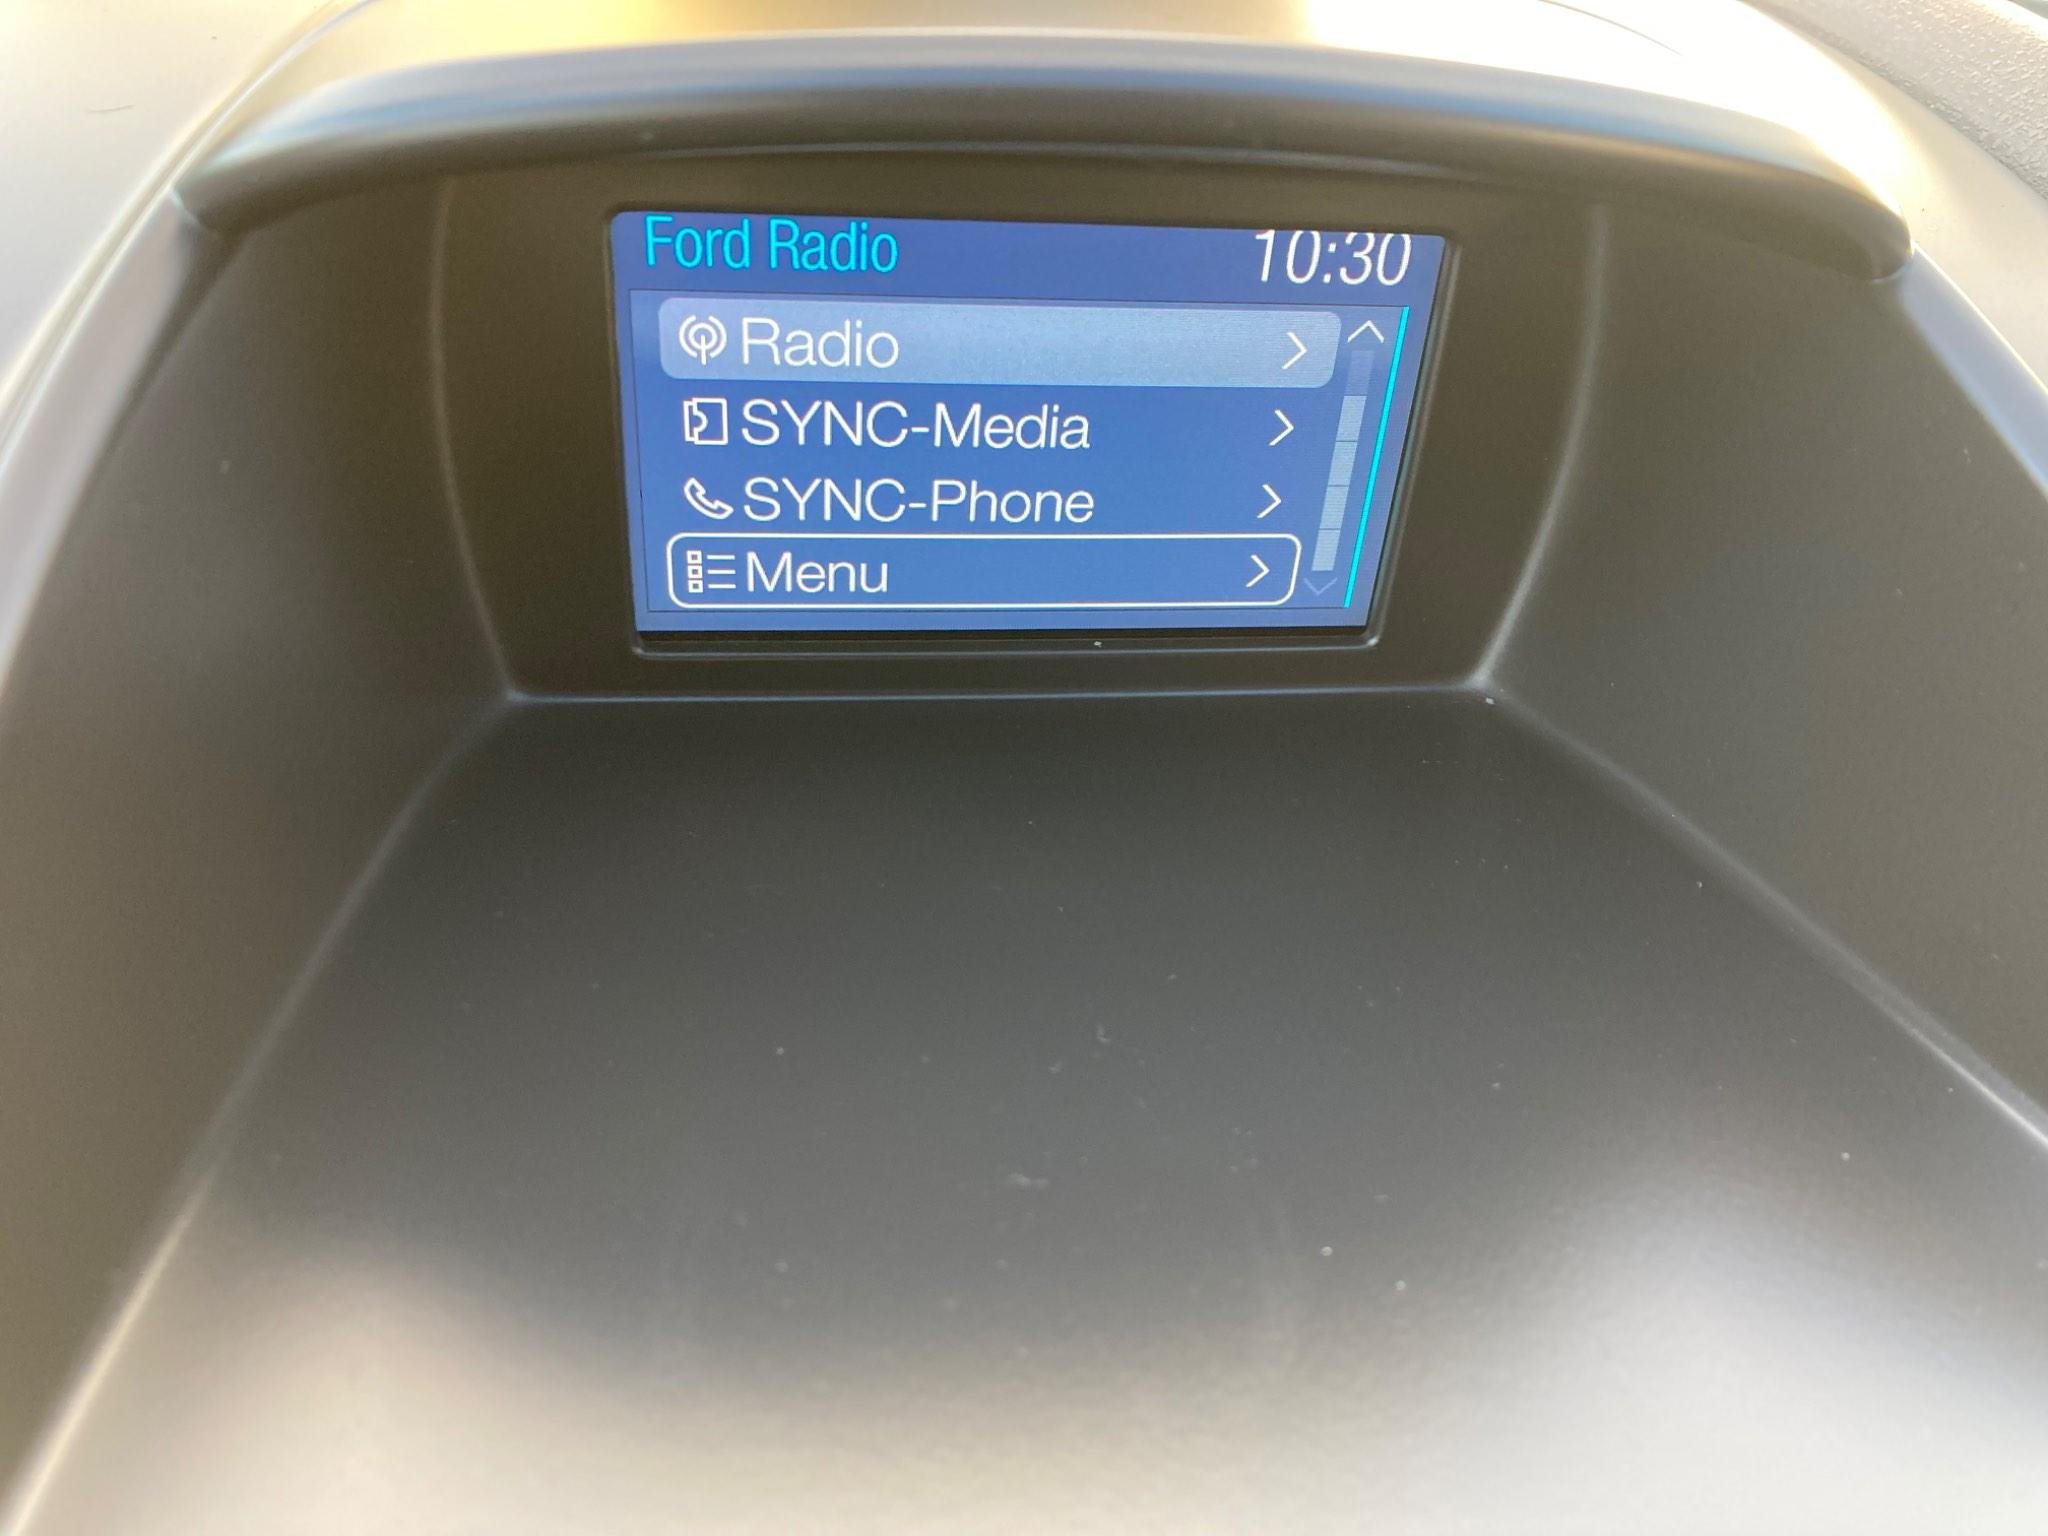 Ford Radio 10:30
Radio
SYNC-Media
SYNC-Phone
Menu